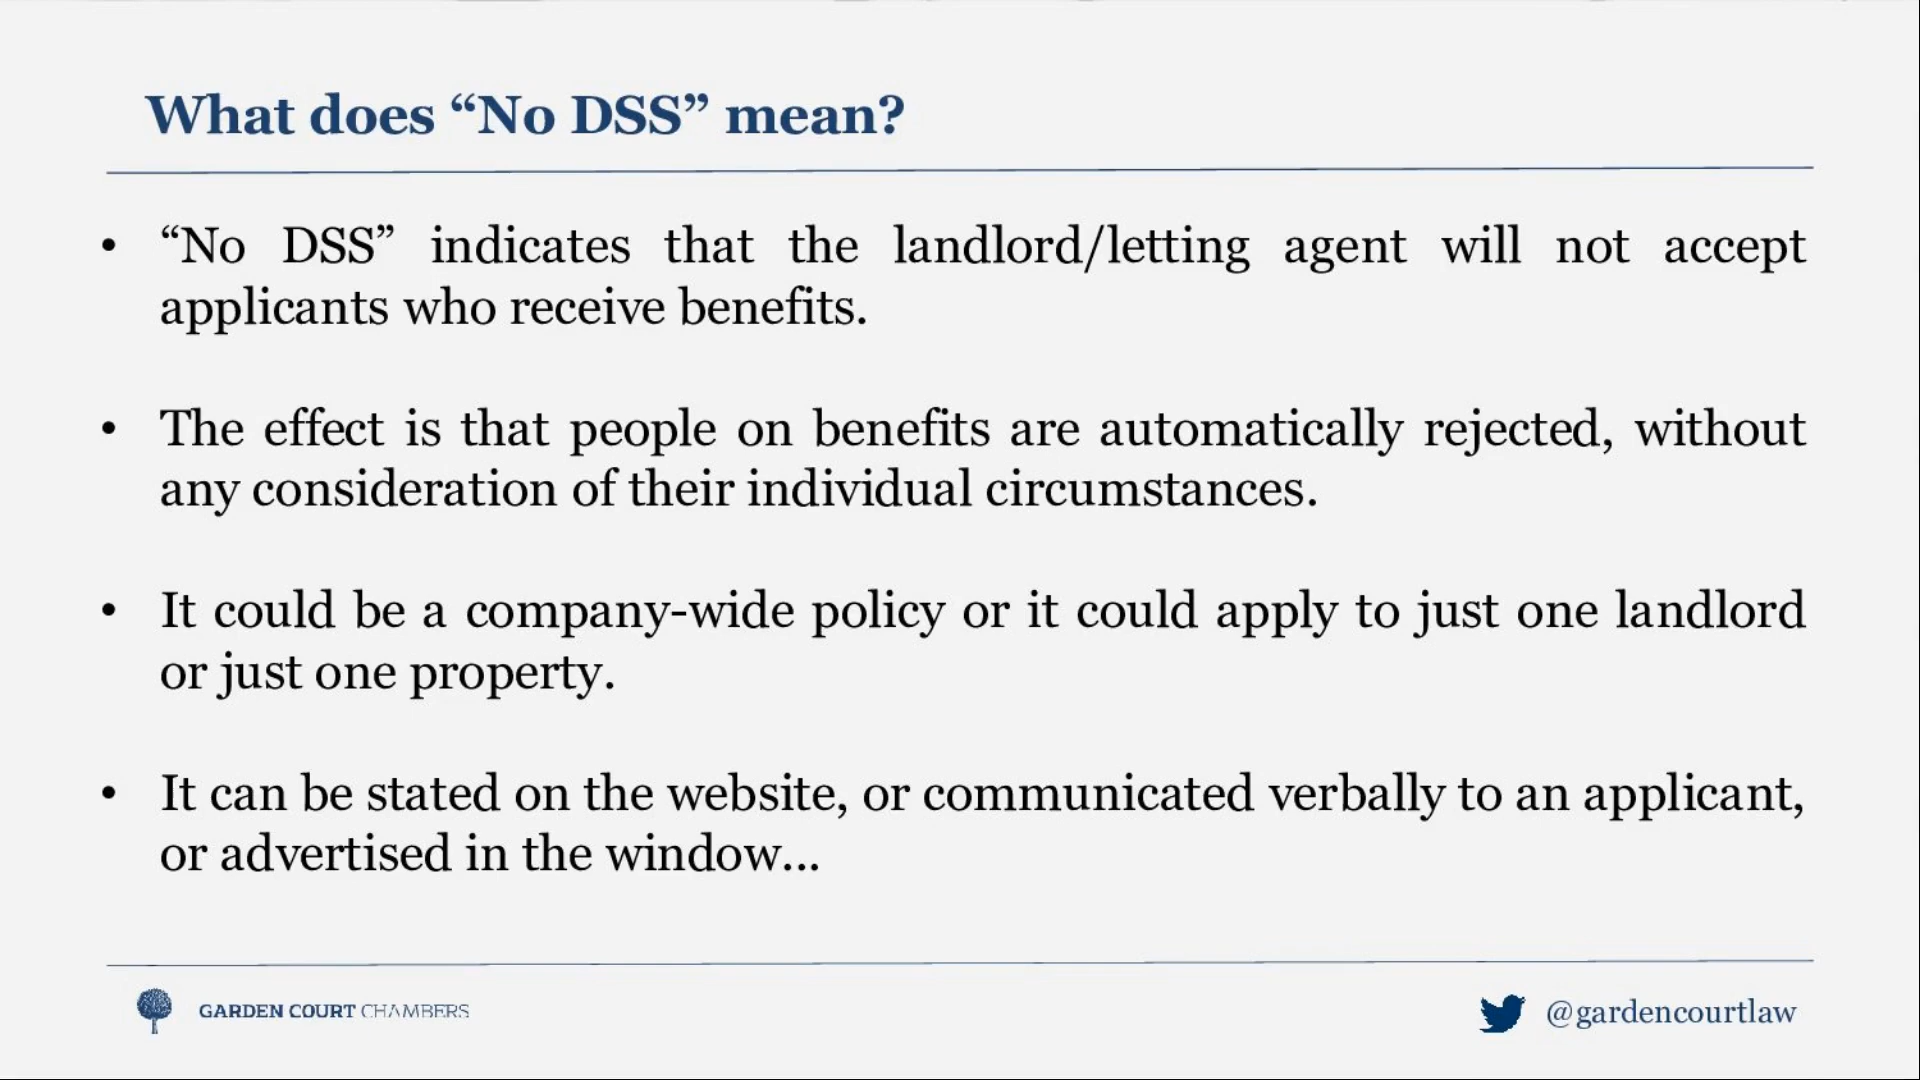 What does “No DSS” mean?
• “No DSS” indicates that the landlord/letting agent will not accept
applicants who receive benefits.
• The effect is that people on benefits are automatically rejected, without
any consideration of their individual circumstances.
• It could be a company-wide policy or it could apply to just one landlord
or just one property.
• It can be stated on the website, or communicated verbally to an applicant,
or advertised in the window...
GARDEN COURT CHAMBERS
@gardencourtlaw